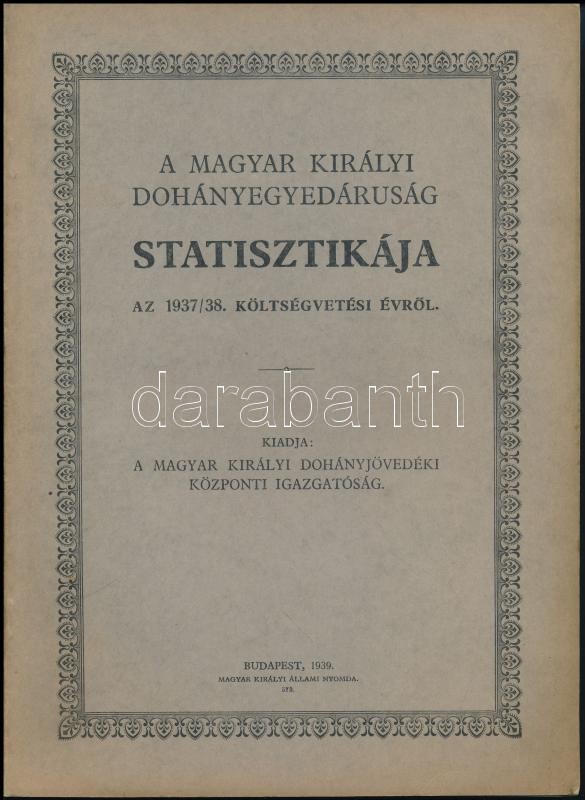 A MAGYAR KIRÁLYI
DOHÁNYEGYEDÁRUSÁG
STATISZTIKÁJA
AZ 1937/38. KÖLTSÉGVETÉSI ÉVRŐL.
darabanth
KIADJA:
A MAGYAR KIRÁLYI DOHÁNYJÖVEDÉKI
KÖZPONTI IGAZGATÓSÁG.
BUDAPEST, 1939.
MAGYAR KIRÁLYI ÁLLAMI NYOMDA.